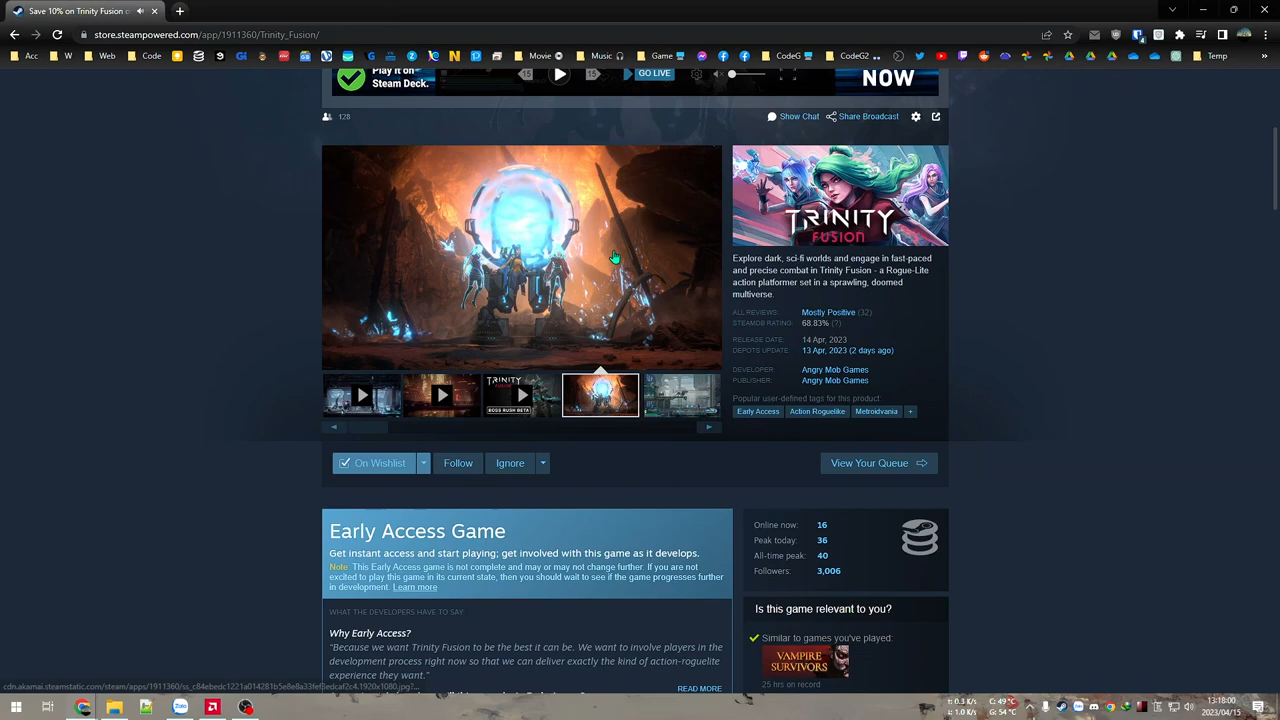 Save 10% on Trinity Fusion o
store.steampowered.com/app/1911360/Trinity_Fusion/
Acc
W
Web
Code
Movie
Music
Game
CodeG
CodeG2
Temp
Play it on
Steam Deck.
15
15
GO LIVE
NOW
128
Show Chat
Share Broadcast
TRINITY
FUSION
Explore dark, sci-fi worlds and engage in fast-paced
and precise combat in Trinity Fusion - a Rogue-Lite
action platformer set in a sprawling, doomed
multiverse.
ALL REVIEWS: Mostly Positive (32)
STEAMDB RATING: 68.83% (?)
RELEASE DATE: 14 Apr, 2023
DEPOTS UPDATE: 13 Apr, 2023 (2 days ago)
DEVELOPER: Angry Mob Games
PUBLISHER: Angry Mob Games
Popular user-defined tags for this product:
Early Access
Action Roguelike
Metroidvania
+
TRINITY
FUSION
BOSS RUSH BETA
On Wishlist
Follow
Ignore
View Your Queue
Early Access Game
Get instant access and start playing; get involved with this game as it develops.
Note: This Early Access game is not complete and may or may not change further. If you are not
excited to play this game in its current state, then you should wait to see if the game progresses further
in development. Learn more
WHAT THE DEVELOPERS HAVE TO SAY:
Why Early Access?
“Because we want Trinity Fusion to be the best it can be. We want to involve players in the
development process right now so that we can deliver exactly the kind of action-roguelite
experience they want.”
READ MORE
Online now: 16
Peak today: 36
All-time peak: 40
Followers: 3,006
Is this game relevant to you?
Similar to games you've played:
VAMPIRE
SURVIVORS
25 hrs on record
: 0.3 K/s
: 1.0 K/s
C: 49°C
G: 54 °C
13:18:00
2023/04/15